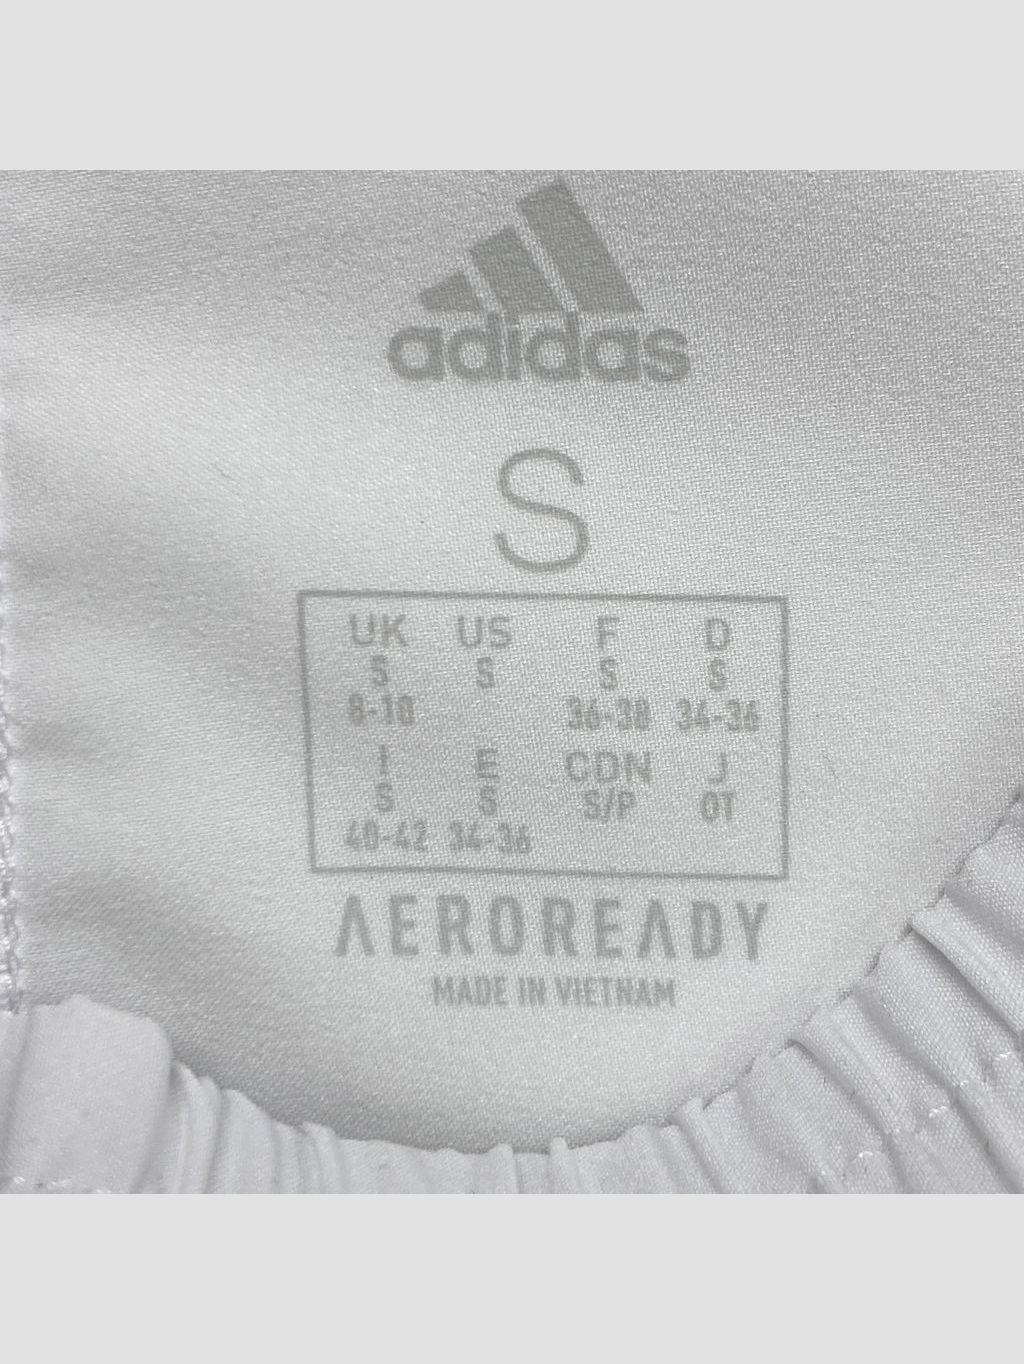 adidas
S
UK US F D
S S S S
8-10 36-38 34-36
I E CDN J
S S S/P OT
40-42 34-36
AEROREADY
MADE IN VIETNAM